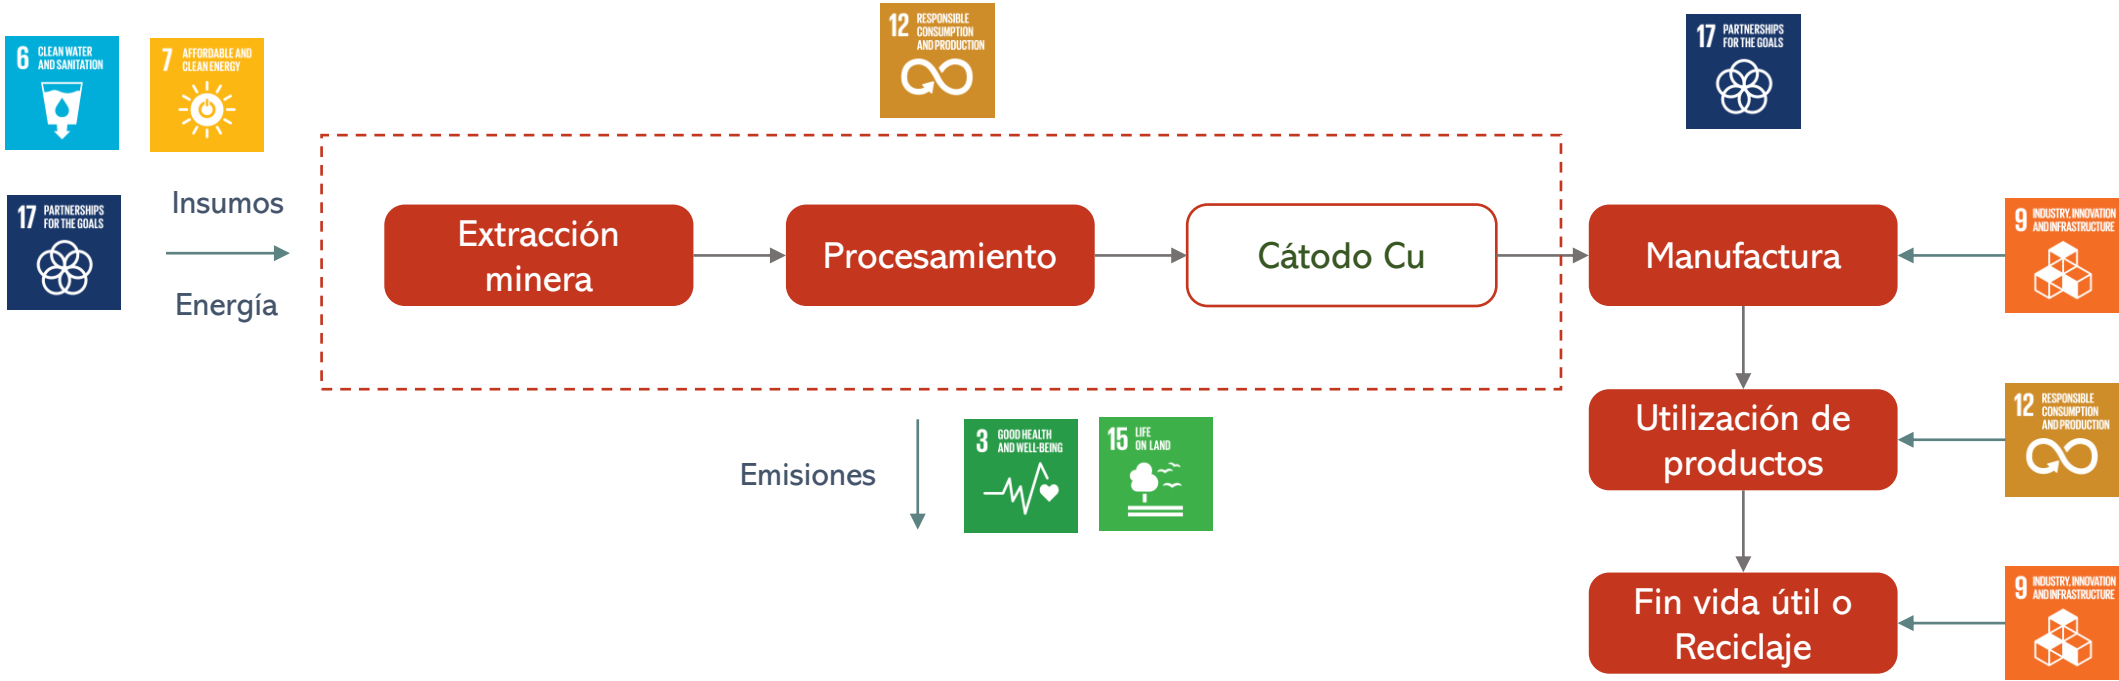 6 CLEAN WATER
AND SANITATION
7 AFFORDABLE AND
CLEAN ENERGY
12 RESPONSIBLE
CONSUMPTION
AND PRODUCTION
17 PARTNERSHIPS
FOR THE GOALS
17 PARTNERSHIPS
FOR THE GOALS
Insumos
Energía
Extracción
minera
Procesamiento
Cátodo Cu
Manufactura
9 INDUSTRY, INNOVATION
AND INFRASTRUCTURE
Utilización de
productos
12 RESPONSIBLE
CONSUMPTION
AND PRODUCTION
Emisiones
3 GOOD HEALTH
AND WELL-BEING
15 LIFE
ON LAND
Fin vida útil o
Reciclaje
9 INDUSTRY, INNOVATION
AND INFRASTRUCTURE